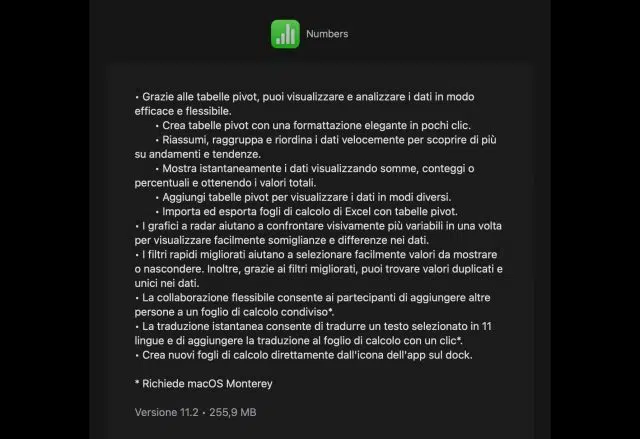 Numbers
• Grazie alle tabelle pivot, puoi visualizzare e analizzare i dati in modo
efficace e flessibile.
• Crea tabelle pivot con una formattazione elegante in pochi clic.
• Riassumi, raggruppa e riordina i dati velocemente per scoprire di più
su andamenti e tendenze.
• Mostra istantaneamente i dati visualizzando somme, conteggi o
percentuali e ottenendo i valori totali.
• Aggiungi tabelle pivot per visualizzare i dati in modi diversi.
• Importa ed esporta fogli di calcolo di Excel con tabelle pivot.
• I grafici a radar aiutano a confrontare visivamente più variabili in una volta
per visualizzare facilmente somiglianze e differenze nei dati.
• I filtri rapidi migliorati aiutano a selezionare facilmente valori da mostrare
o nascondere. Inoltre, grazie ai filtri migliorati, puoi trovare valori duplicati e
unici nei dati.
• La collaborazione flessibile consente ai partecipanti di aggiungere altre
persone a un foglio di calcolo condiviso*.
• La traduzione istantanea consente di tradurre un testo selezionato in 11
lingue e di aggiungere la traduzione al foglio di calcolo con un clic*.
• Crea nuovi fogli di calcolo direttamente dall'icona dell'app sul dock.
* Richiede macOS Monterey
Versione 11.2 • 255,9 MB